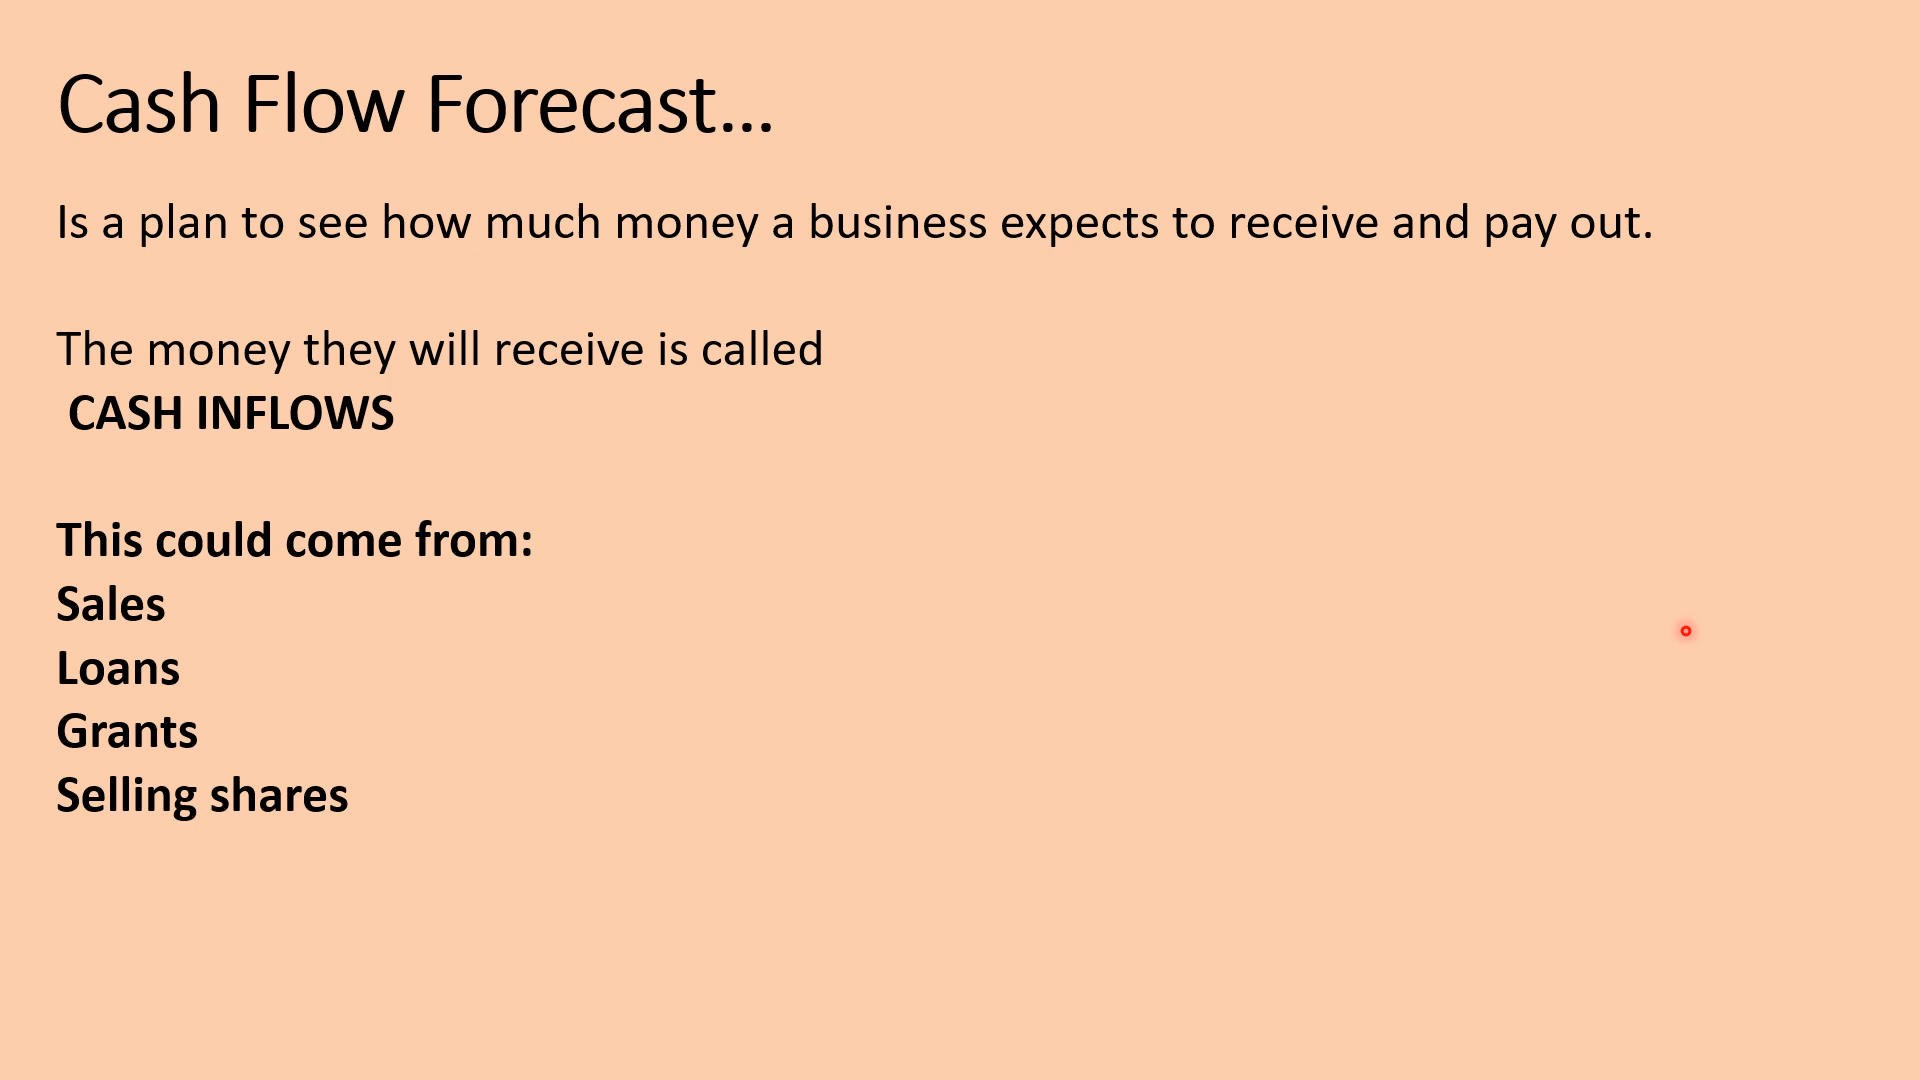 Cash Flow Forecast...
Is a plan to see how much money a business expects to receive and pay out.
The money they will receive is called
CASH INFLOWS
This could come from:
Sales
Loans
Grants
Selling shares